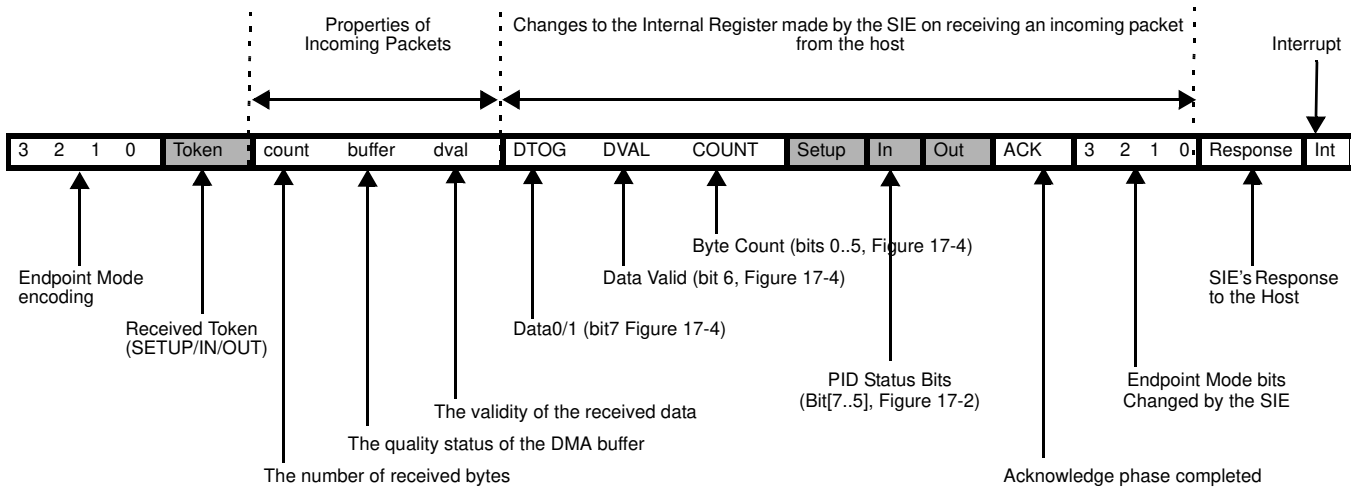 Properties of
Incoming Packets
Changes to the Internal Register made by the SIE on receiving an incoming packet
from the host
Interrupt
3 2 1 0 Token count buffer dval DTOG DVAL COUNT Setup In Out ACK 3 2 1 0 Response Int
Byte Count (bits 0..5, Figure 17-4)
Endpoint Mode
encoding
Data Valid (bit 6, Figure 17-4)
SIE's Response
to the Host
Received Token
(SETUP/IN/OUT)
Data0/1 (bit7 Figure 17-4)
PID Status Bits
(Bit[7..5], Figure 17-2)
Endpoint Mode bits
Changed by the SIE
The validity of the received data
The quality status of the DMA buffer
The number of received bytes
Acknowledge phase completed